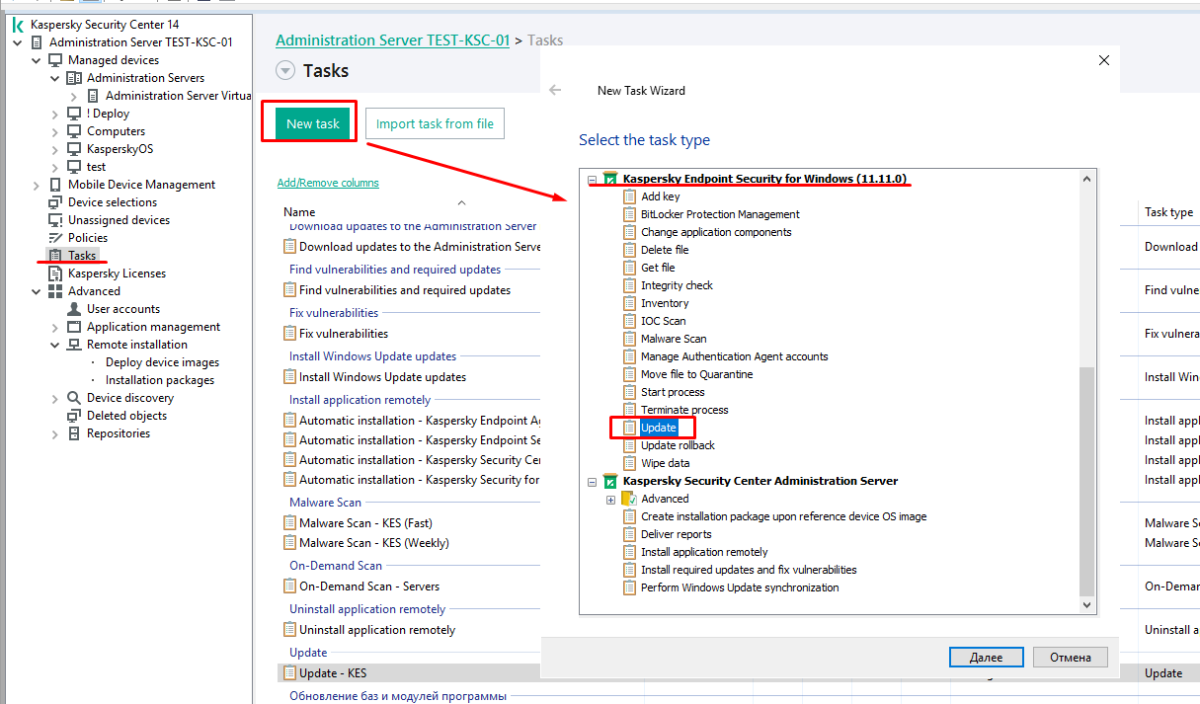 Kaspersky Security Center 14
Administration Server TEST-KSC-01
Managed devices
Administration Servers
Administration Server Virtua
! Deploy
Computers
KasperskyOS
test
Mobile Device Management
Device selections
Unassigned devices
Policies
Tasks
Kaspersky Licenses
Advanced
User accounts
Application management
Remote installation
Deploy device images
Installation packages
Device discovery
Deleted objects
Repositories
Administration Server TEST-KSC-01 > Tasks
Tasks
New task
Import task from file
Add/Remove columns
Name
Download updates to the Administration Server
Download updates to the Administration Serve
Find vulnerabilities and required updates
Find vulnerabilities and required updates
Fix vulnerabilities
Fix vulnerabilities
Install Windows Update updates
Install Windows Update updates
Install application remotely
Automatic installation - Kaspersky Endpoint Ag
Automatic installation - Kaspersky Endpoint Se
Automatic installation - Kaspersky Security Cen
Automatic installation - Kaspersky Security for
Malware Scan
Malware Scan - KES (Fast)
Malware Scan - KES (Weekly)
On-Demand Scan
On-Demand Scan - Servers
Uninstall application remotely
Uninstall application remotely
Update
Update - KES
Обновление баз и модулей программы
New Task Wizard
Select the task type
Kaspersky Endpoint Security for Windows (11.11.0)
Add key
BitLocker Protection Management
Change application components
Delete file
Get file
Integrity check
Inventory
IOC Scan
Malware Scan
Manage Authentication Agent accounts
Move file to Quarantine
Start process
Terminate process
Update
Update rollback
Wipe data
Kaspersky Security Center Administration Server
Advanced
Create installation package upon reference device OS image
Deliver reports
Install application remotely
Install required updates and fix vulnerabilities
Perform Windows Update synchronization
Далее
Отмена
Task type
Download
Find vulne
Fix vulnera
Install Win
Install appl
Install appl
Install appl
Install appl
Malware Sc
Malware Sc
On-Deman
Uninstall a
Update